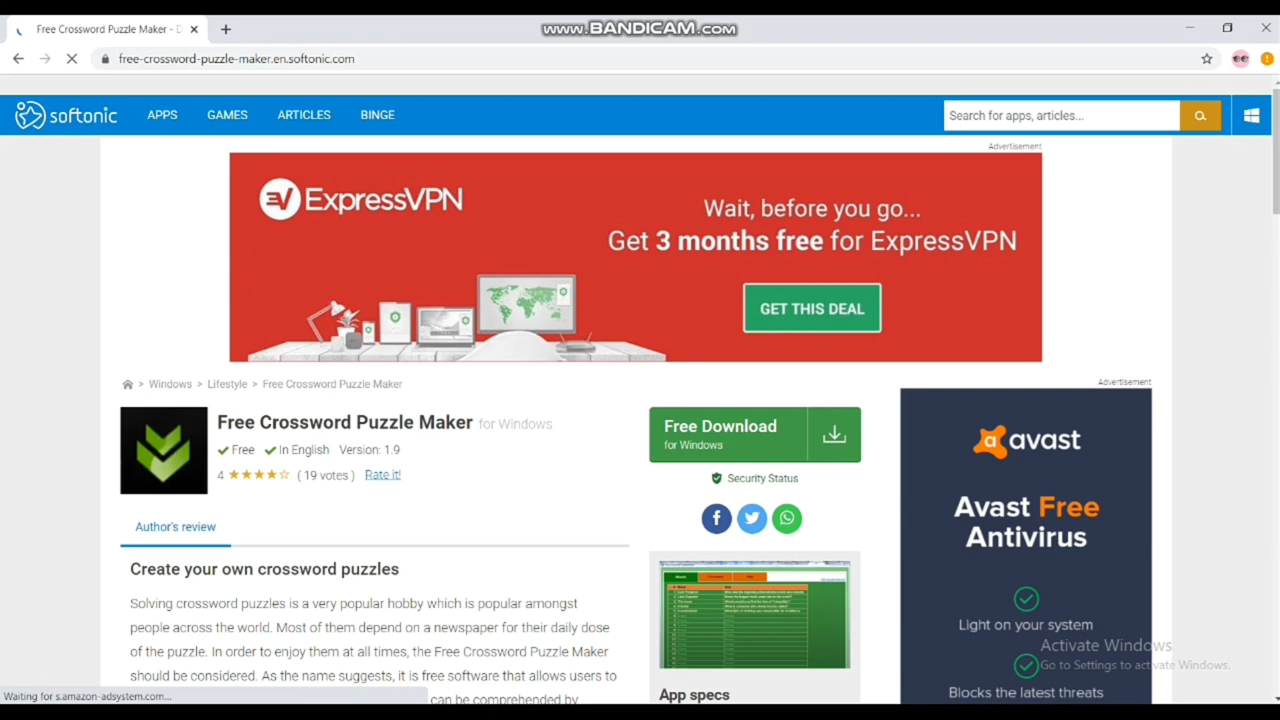 Free Crossword Puzzle Maker - D
www.BANDICAM.com
free-crossword-puzzle-maker.en.softonic.com
softonic APPS GAMES ARTICLES BINGE Search for apps, articles...
Advertisement
ExpressVPN
Wait, before you go...
Get 3 months free for ExpressVPN
GET THIS DEAL
> Windows > Lifestyle > Free Crossword Puzzle Maker
Advertisement
Free Crossword Puzzle Maker for Windows
Free In English Version: 1.9
4 ( 19 votes ) Rate it!
Free Download
for Windows
Security Status
Author's review
Create your own crossword puzzles
Solving crossword puzzles is a very popular hobby which is popular amongst
people across the world. Most of them depend on a newspaper for their daily dose
of the puzzle. In order to enjoy them at all times, the Free Crossword Puzzle Maker
should be considered. As the name suggests, it is free software that allows users to
can be comprehended by
App specs
avast
Avast Free
Antivirus
Light on your system
Blocks the latest threats
Activate Windows
Go to Settings to activate Windows.
Waiting for s.amazon-adsystem.com...